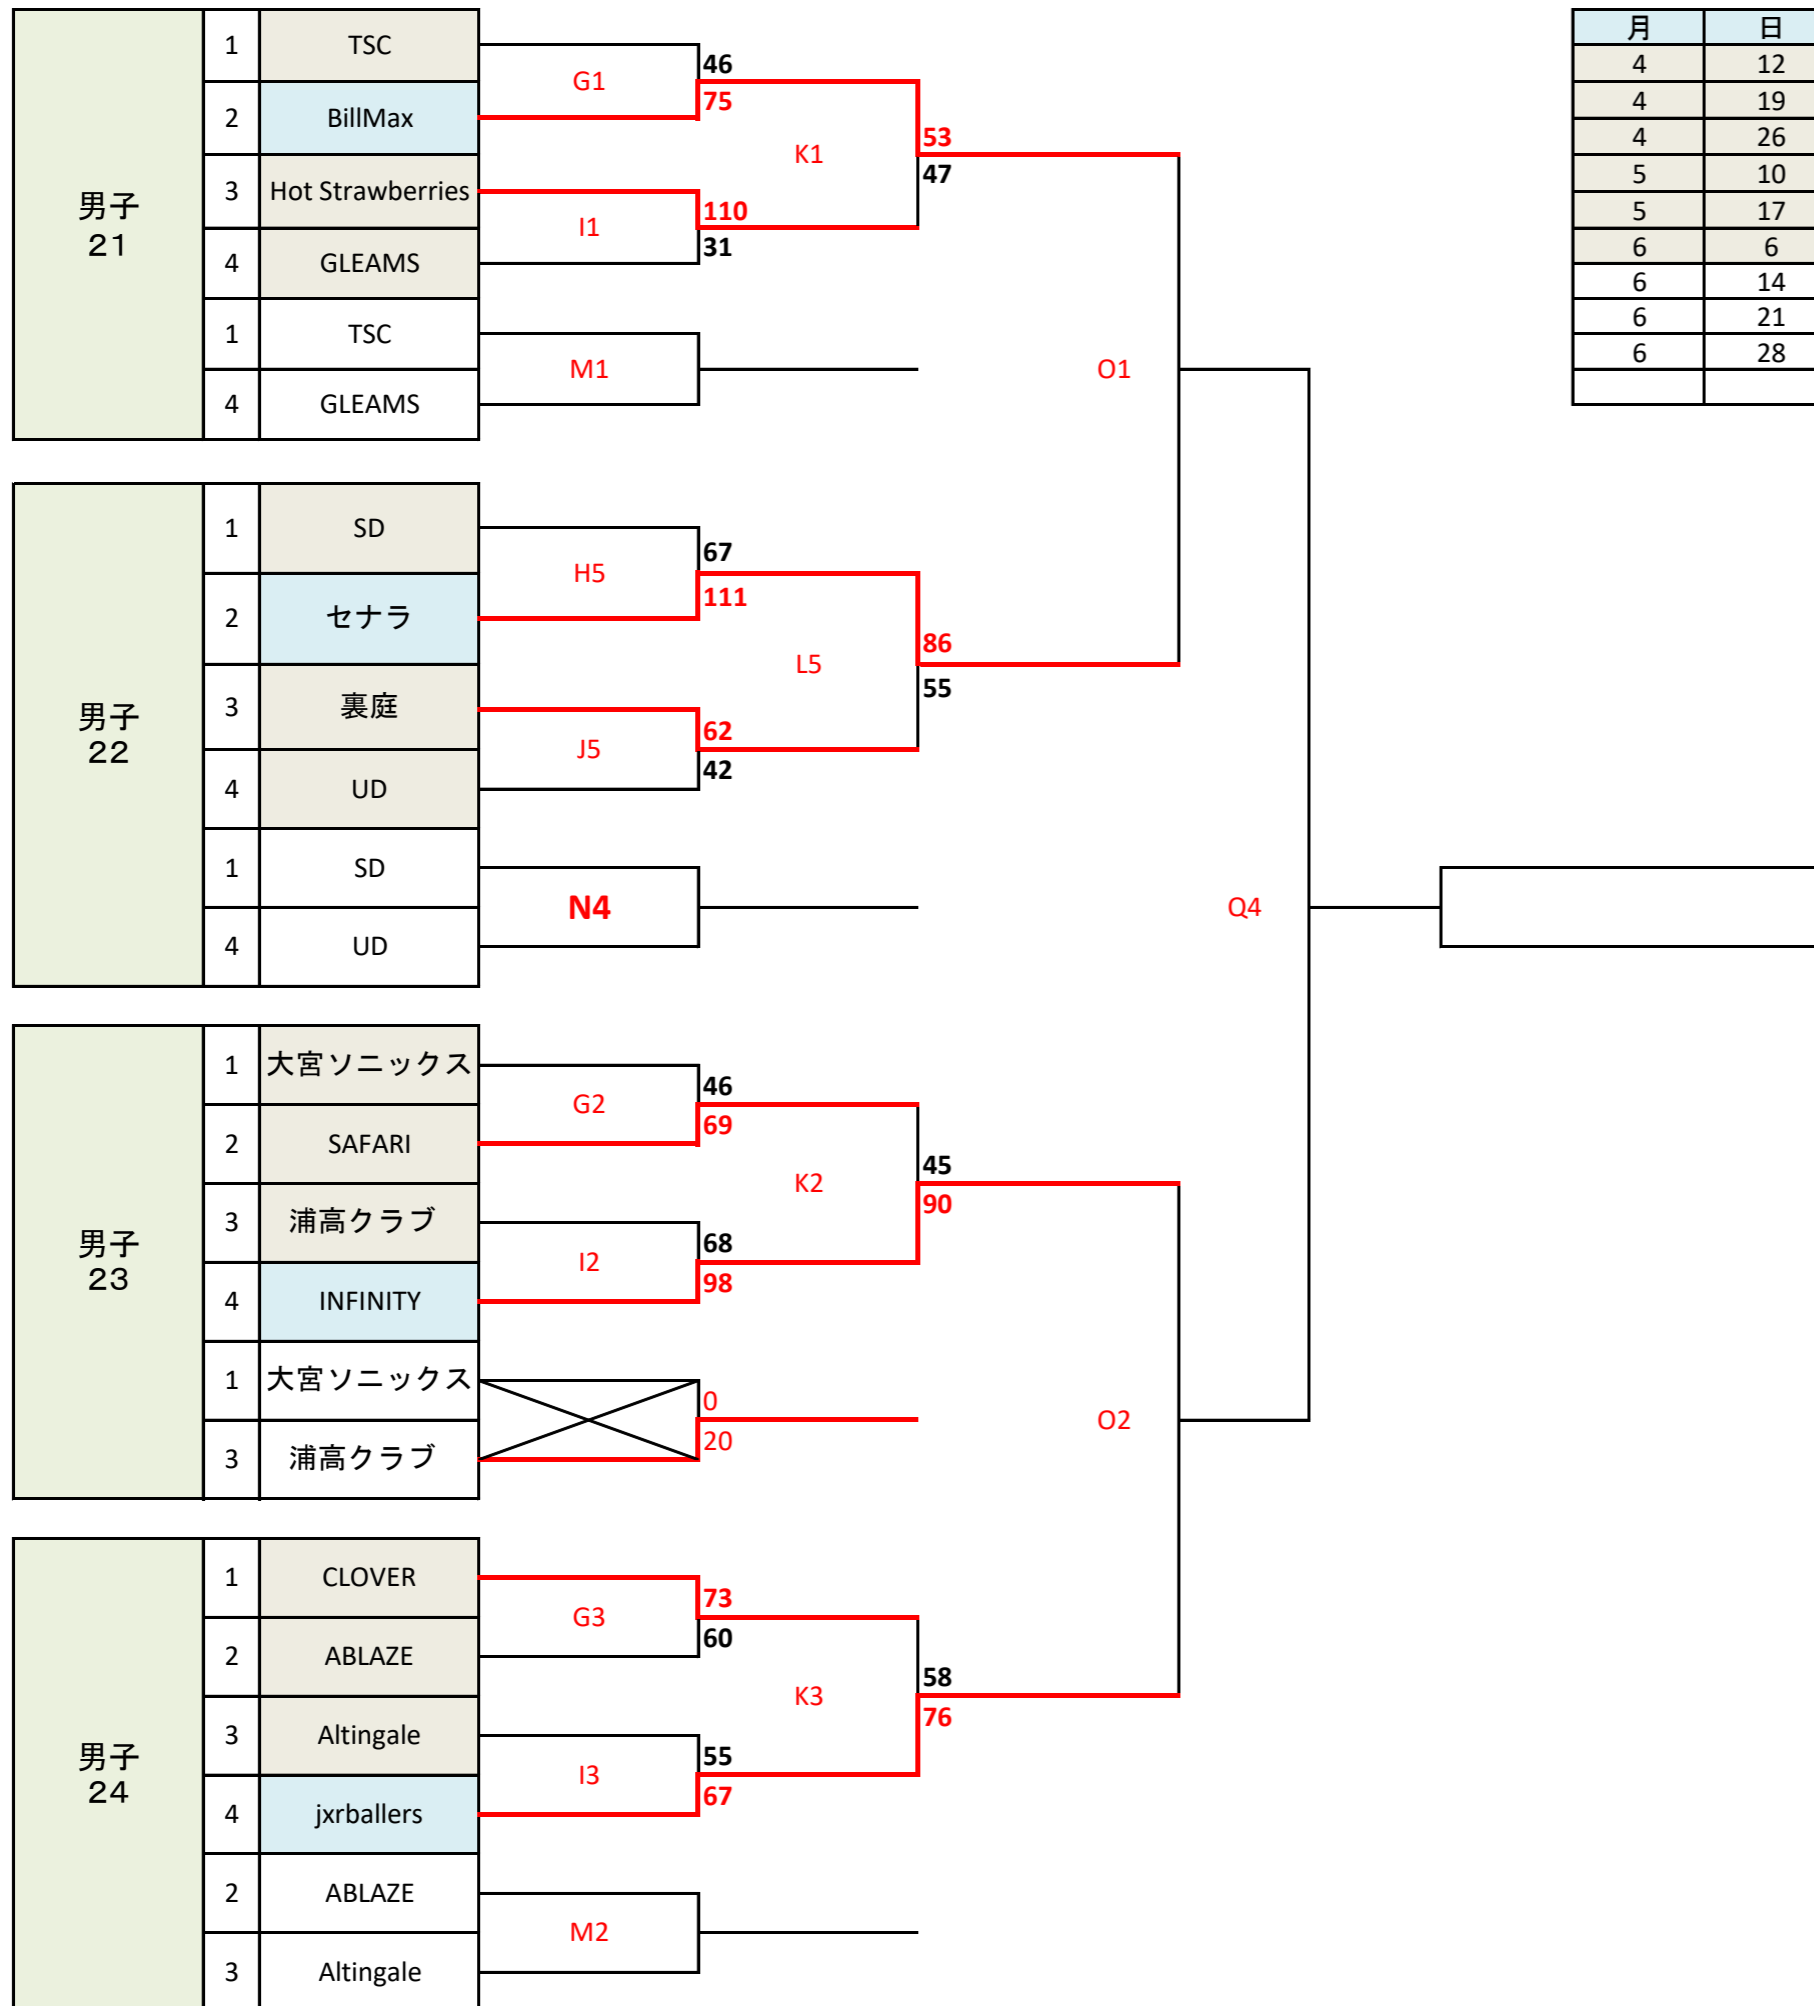 月 日
4 12
4 19
4 26
5 10
5 17
6 6
6 14
6 21
6 28
男子
21
1 TSC
2 BillMax
3 Hot Strawberries
4 GLEAMS
1 TSC
4 GLEAMS
G1
46
75
I1
110
31
K1
53
47
M1
O1
男子
22
1 SD
2 セナラ
3 裏庭
4 UD
1 SD
4 UD
H5
67
111
J5
62
42
L5
86
55
N4
Q4
男子
23
1 大宮ソニックス
2 SAFARI
3 浦高クラブ
4 INFINITY
1 大宮ソニックス
3 浦高クラブ
G2
46
69
I2
68
98
K2
45
90
0
20
O2
男子
24
1 CLOVER
2 ABLAZE
3 Altingale
4 jxrballers
2 ABLAZE
3 Altingale
G3
73
60
I3
55
67
K3
58
76
M2